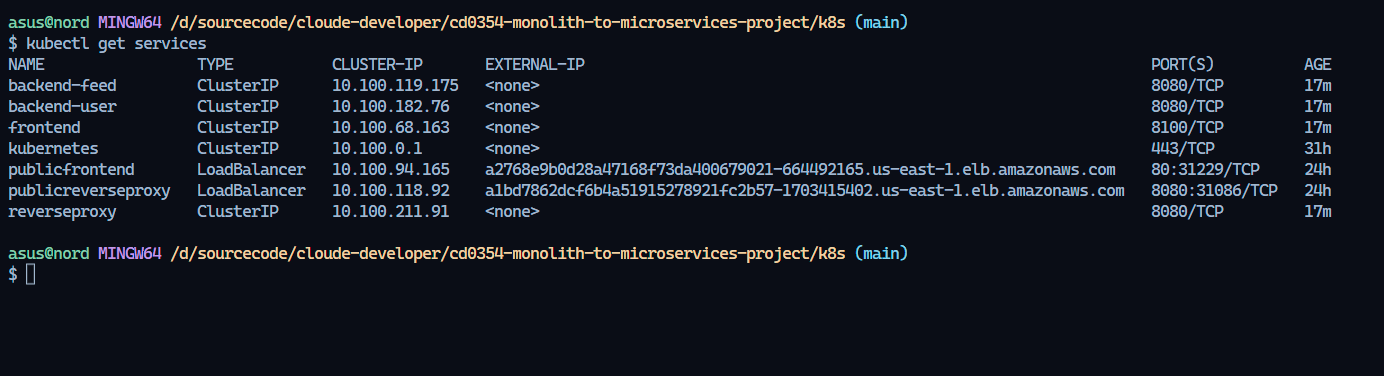 asus@nord MINGW64 /d/sourcecode/cloude-developer/cd0354-monolith-to-microservices-project/k8s (main)
$ kubectl get services
NAME TYPE CLUSTER-IP EXTERNAL-IP PORT(S) AGE
backend-feed ClusterIP 10.100.119.175 <none> 8080/TCP 17m
backend-user ClusterIP 10.100.182.76 <none> 8080/TCP 17m
frontend ClusterIP 10.100.68.163 <none> 8100/TCP 17m
kubernetes ClusterIP 10.100.0.1 <none> 443/TCP 31h
publicfrontend LoadBalancer 10.100.94.165 a2768e9b0d28a47168f73da400679021-664492165.us-east-1.elb.amazonaws.com 80:31229/TCP 24h
publicreverseproxy LoadBalancer 10.100.118.92 a1bd7862dcf6b4a51915278921fc2b57-1703415402.us-east-1.elb.amazonaws.com 8080:31086/TCP 24h
reverseproxy ClusterIP 10.100.211.91 <none> 8080/TCP 17m
asus@nord MINGW64 /d/sourcecode/cloude-developer/cd0354-monolith-to-microservices-project/k8s (main)
$